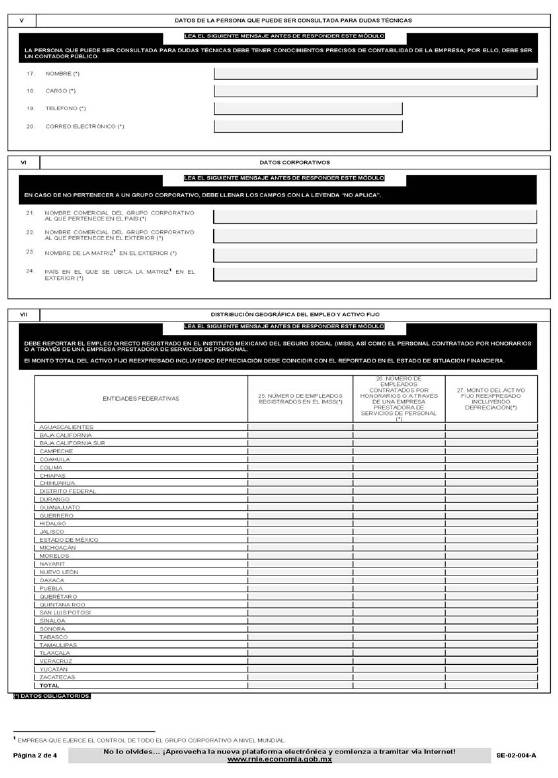 V DATOS DE LA PERSONA QUE PUEDE SER CONSULTADA PARA DUDAS TÉCNICAS
LEA EL SIGUIENTE MENSAJE ANTES DE RESPONDER ESTE MÓDULO
LA PERSONA QUE PUEDE SER CONSULTADA PARA DUDAS TÉCNICAS DEBE TENER CONOCIMIENTOS PRECISOS DE CONTABILIDAD DE LA EMPRESA; POR ELLO, DEBE SER
UN CONTADOR PÚBLICO.
17. NOMBRE (*)
18. CARGO (*)
19. TELÉFONO (*)
20. CORREO ELECTRÓNICO (*)
VI DATOS CORPORATIVOS
LEA EL SIGUIENTE MENSAJE ANTES DE RESPONDER ESTE MÓDULO
EN CASO DE NO PERTENECER A UN GRUPO CORPORATIVO, DEBE LLENAR LOS CAMPOS CON LA LEYENDA "NO APLICA".
21. NOMBRE COMERCIAL DEL GRUPO CORPORATIVO
AL QUE PERTENECE EN EL PAÍS (*)
22. NOMBRE COMERCIAL DEL GRUPO CORPORATIVO
AL QUE PERTENECE EN EL EXTERIOR (*)
23. NOMBRE DE LA MATRIZ¹ EN EL EXTERIOR (*)
24. PAÍS EN EL QUE SE UBICA LA MATRIZ¹ EN EL
EXTERIOR (*)
VII DISTRIBUCIÓN GEOGRÁFICA DEL EMPLEO Y ACTIVO FIJO
LEA EL SIGUIENTE MENSAJE ANTES DE RESPONDER ESTE MÓDULO
DEBE REPORTAR EL EMPLEO DIRECTO REGISTRADO EN EL INSTITUTO MEXICANO DEL SEGURO SOCIAL (IMSS), ASÍ COMO EL PERSONAL CONTRATADO POR HONORARIOS
O A TRAVÉS DE UNA EMPRESA PRESTADORA DE SERVICIOS DE PERSONAL.
El MONTO TOTAL DEL ACTIVO FIJO REEXPRESADO INCLUYENDO DEPRECIACIÓN DEBE COINCIDIR CON EL REPORTADO EN EL ESTADO DE SITUACIÓN FINANCIERA.
ENTIDADES FEDERATIVAS
25. NÚMERO DE EMPLEADOS
REGISTRADOS EN EL IMSS(*)
26. NÚMERO DE
EMPLEADOS
CONTRATADOS POR
HONORARIOS O A TRAVÉS
DE UNA EMPRESA
PRESTADORA DE
SERVICIOS DE PERSONAL
(*)
27. MONTO DEL ACTIVO
FIJO REEXPRESADO
INCLUYENDO
DEPRECIACIÓN(*)
AGUASCALIENTES
BAJA CALIFORNIA
BAJA CALIFORNIA SUR
CAMPECHE
COAHUILA
COLIMA
CHIAPAS
CHIHUAHUA
DISTRITO FEDERAL
DURANGO
GUANAJUATO
GUERRERO
HIDALGO
JALISCO
ESTADO DE MÉXICO
MICHOACÁN
MORELOS
NAYARIT
NUEVO LEÓN
OAXACA
PUEBLA
QUERÉTARO
QUINTANA ROO
SAN LUIS POTOSÍ
SINALOA
SONORA
TABASCO
TAMAULIPAS
TLAXCALA
VERACRUZ
YUCATÁN
ZACATECAS
TOTAL
(*) DATOS OBLIGATORIOS.
¹ EMPRESA QUE EJERCE EL CONTROL DE TODO EL GRUPO CORPORATIVO A NIVEL MUNDIAL.
Página 2 de 4
No lo olvides... ¡Aprovecha la nueva plataforma electrónica y comienza a tramitar vía Internet!
www.rnie.economia.gob.mx
SE-02-004-A